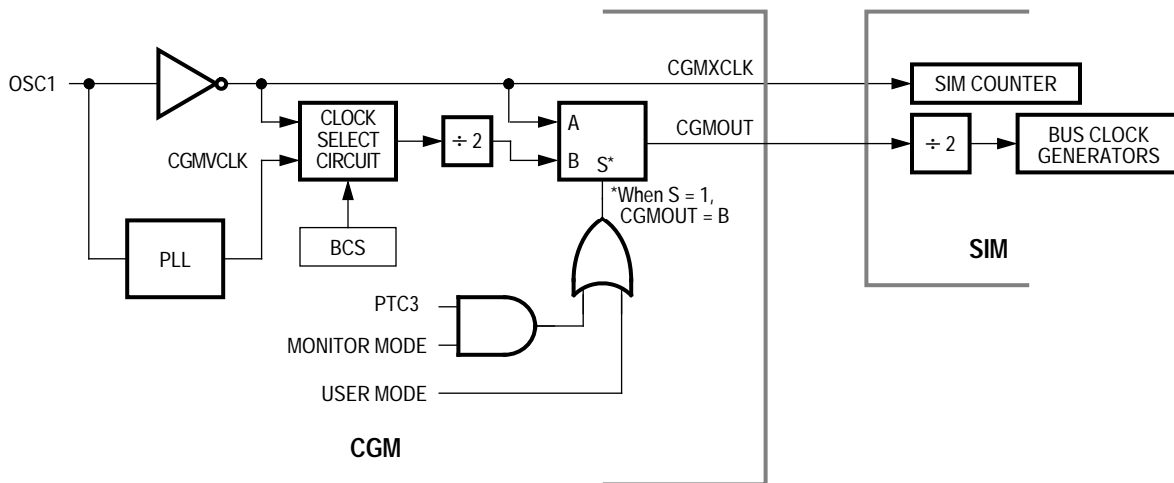 OSC1
CGMXCLK
SIM COUNTER
CLOCK
SELECT
CIRCUIT
÷ 2
A
B
S*
CGMOUT
÷ 2
BUS CLOCK
GENERATORS
CGMVCLK
*When S = 1,
CGMOUT = B
BCS
PLL
SIM
PTC3
MONITOR MODE
USER MODE
CGM